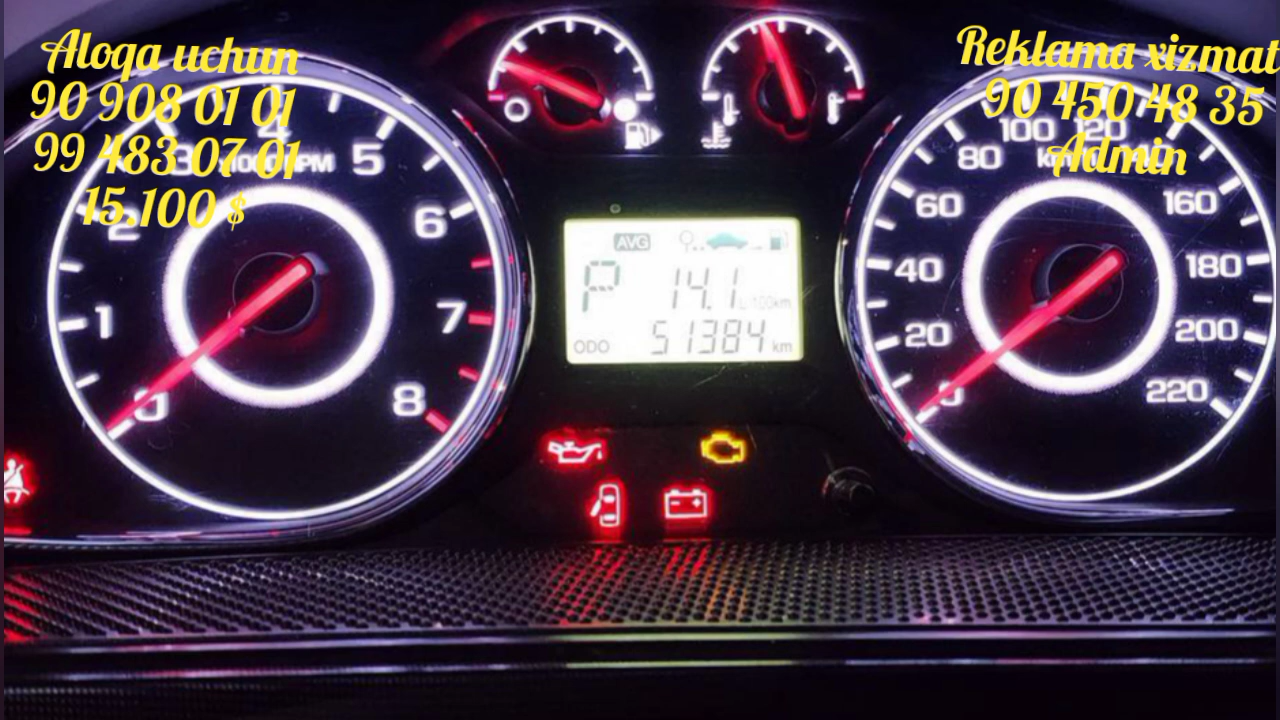 Aloqa uchun
90 908 01 01
99 483 07 01
15.100 $
Reklama xizmat
90 450 48 35
Admin
0
1
2
3
4
5
6
7
8
AVG
P 14.1 L/100km
ODO 51384 km
0
20
40
60
80
100
120
160
180
200
220